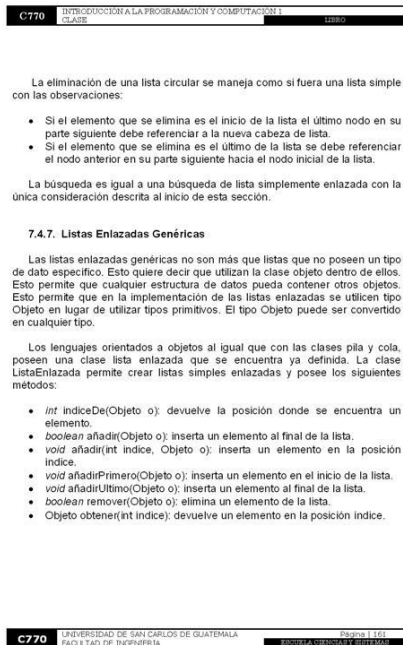 C770
INTRODUCCIÓN A LA PROGRAMACIÓN Y COMPUTACIÓN 1
CLASE
LIBRO
La eliminación de una lista circular se maneja como si fuera una lista simple
con las observaciones:
• Si el elemento que se elimina es el inicio de la lista el último nodo en su
parte siguiente debe referenciar a la nueva cabeza de lista.
• Si el elemento que se elimina es el último de la lista se debe referenciar
el nodo anterior en su parte siguiente hacia el nodo inicial de la lista.
La búsqueda es igual a una búsqueda de lista simplemente enlazada con la
única consideración descrita al inicio de esta sección.
7.4.7. Listas Enlazadas Genéricas
Las listas enlazadas genéricas no son más que listas que no poseen un tipo
de dato específico. Esto quiere decir que utilizan la clase objeto dentro de ellos.
Esto permite que cualquier estructura de datos pueda contener otros objetos.
Esto permite que en la implementación de las listas enlazadas se utilicen tipo
Objeto en lugar de utilizar tipos primitivos. El tipo Objeto puede ser convertido
en cualquier tipo.
Los lenguajes orientados a objetos al igual que con las clases pila y cola,
poseen una clase lista enlazada que se encuentra ya definida. La clase
ListaEnlazada permite crear listas simples enlazadas y posee los siguientes
métodos:
• int indiceDe(Objeto o): devuelve la posición donde se encuentra un
elemento.
• boolean añadir(Objeto o): inserta un elemento al final de la lista.
• void añadir(int indice, Objeto o): inserta un elemento en la posición
indice.
• void añadirPrimero(Objeto o): inserta un elemento en el inicio de la lista.
• void añadirUltimo(Objeto o): inserta un elemento al final de la lista.
• boolean remover(Objeto o): elimina un elemento de la lista.
• Objeto obtener(int indice): devuelve un elemento en la posición indice.
C770
UNIVERSIDAD DE SAN CARLOS DE GUATEMALA
FACULTAD DE INGENIERÍA
Página | 161
ESCUELA CIENCIAS Y SISTEMAS